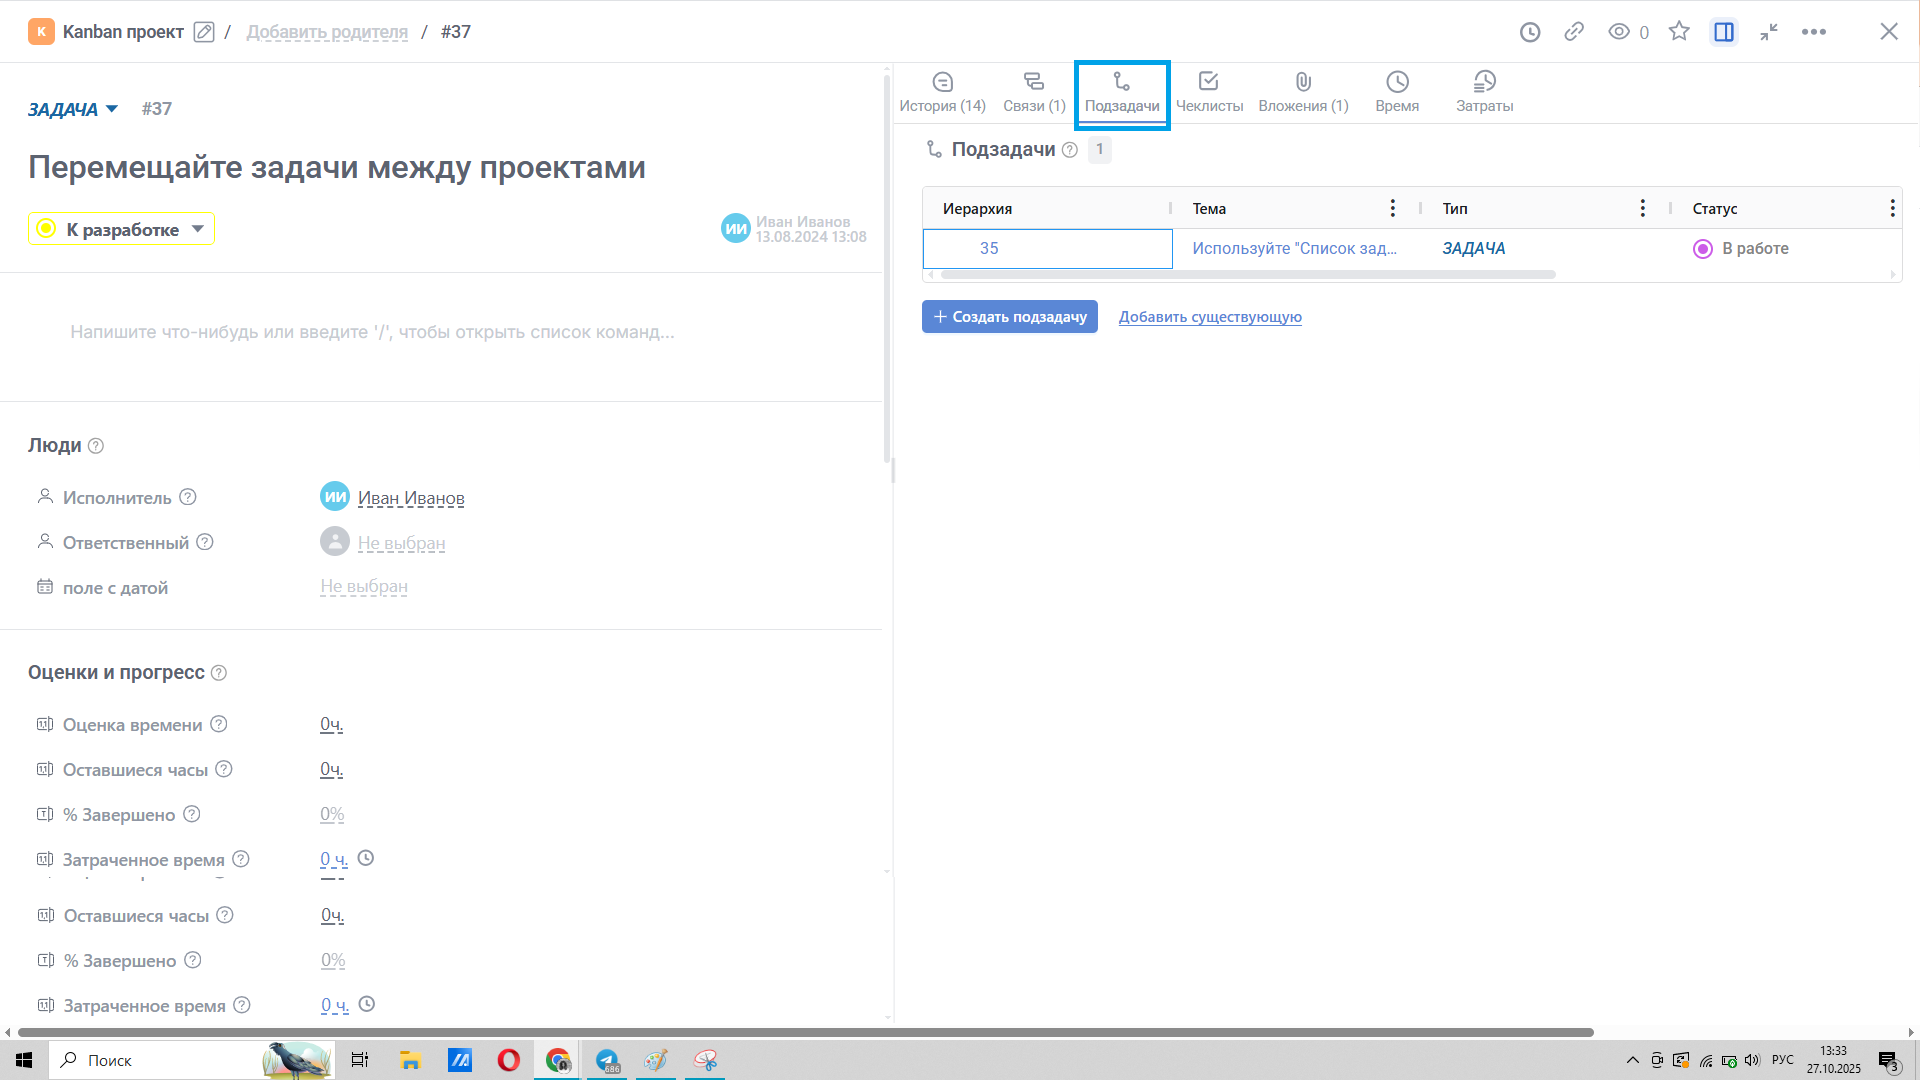 K Kanban проект / Добавить родителя / #37
0
ЗАДАЧА #37
Перемещайте задачи между проектами
К разработке
ИИ Иван Иванов
13.08.2024 13:08
Напишите что-нибудь или введите '/', чтобы открыть список команд...
Люди
Исполнитель ИИ Иван Иванов
Ответственный Не выбран
поле с датой Не выбран
Оценки и прогресс
Оценка времени 0ч.
Оставшиеся часы 0ч.
% Завершено 0%
Затраченное время 0 ч.
Оставшиеся часы 0ч.
% Завершено 0%
Затраченное время 0 ч.
История (14) Связи (1) Подзадачи Чеклисты Вложения (1) Время Затраты
Подзадачи 1
Иерархия Тема Тип Статус
35 Используйте "Список зад... ЗАДАЧА В работе
Создать подзадачу Добавить существующую
Поиск
686
РУС
13:33
27.10.2025
3